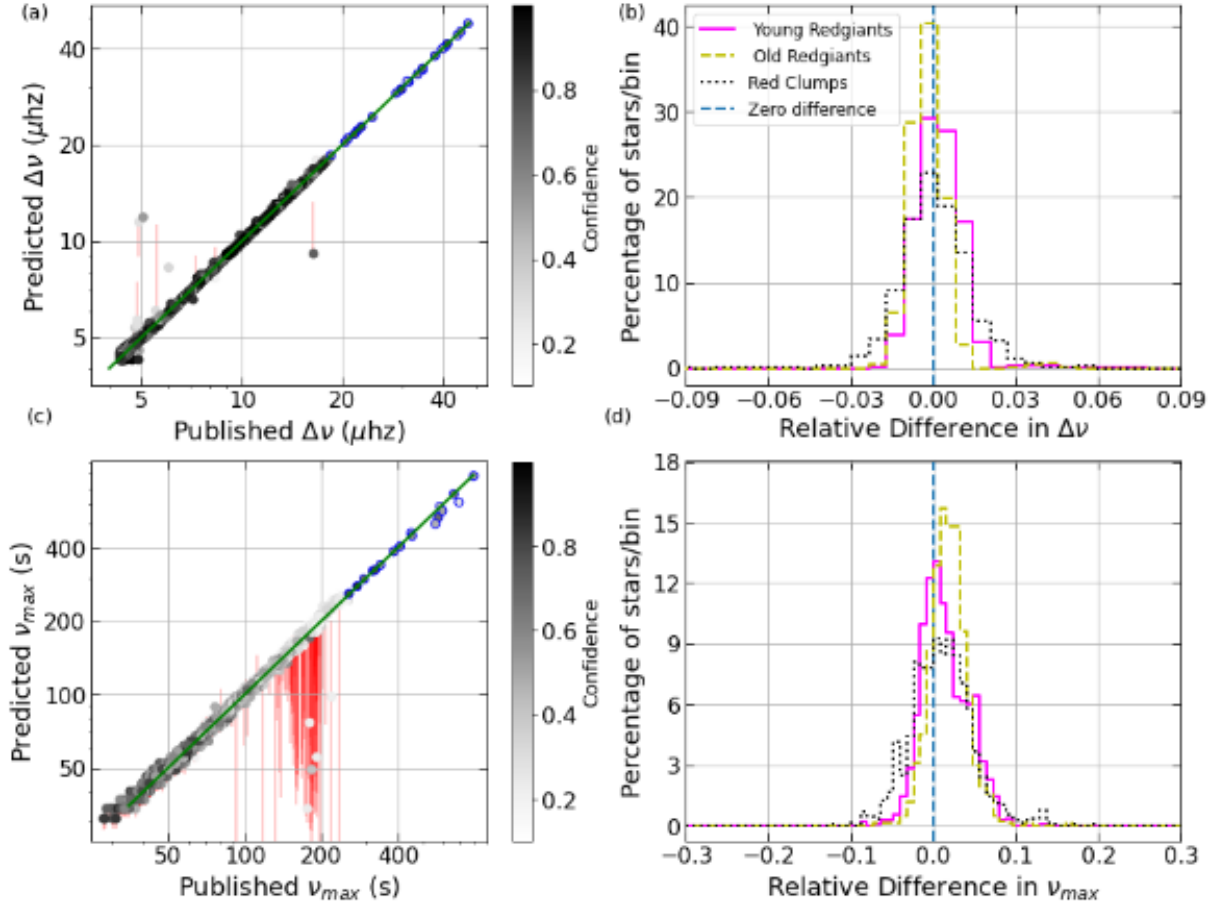 (a)
Predicted Δν (μhz)
40
20
10
5
5
10
20
40
Published Δν (μhz)
0.8
0.6
0.4
0.2
Confidence
(b)
Percentage of stars/bin
40
30
20
10
0
Young Redgiants
Old Redgiants
Red Clumps
Zero difference
−0.09
−0.06
−0.03
0.00
0.03
0.06
0.09
Relative Difference in Δν
(c)
Predicted ν_max (s)
400
200
100
50
50
100
200
400
Published ν_max (s)
0.8
0.6
0.4
0.2
Confidence
(d)
Percentage of stars/bin
18
15
12
9
6
3
0
−0.3
−0.2
−0.1
0.0
0.1
0.2
0.3
Relative Difference in ν_max